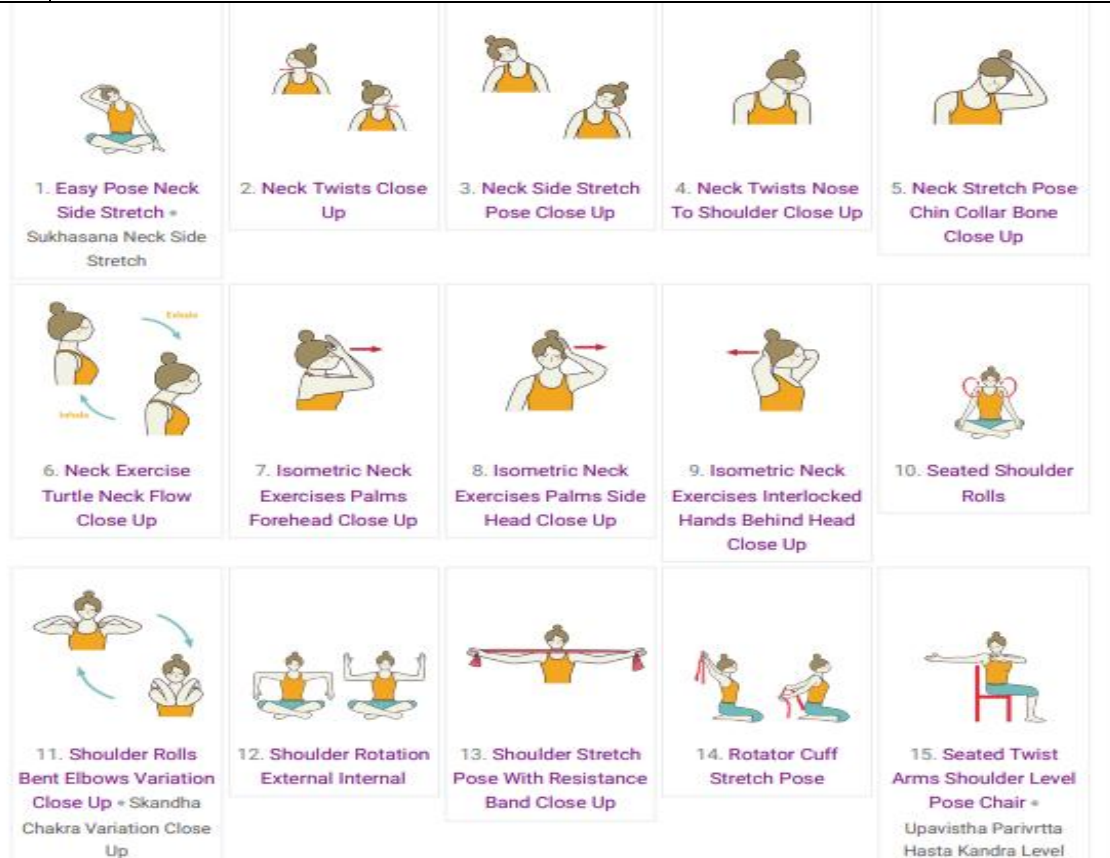 1. Easy Pose Neck
Side Stretch •
Sukhasana Neck Side
Stretch
2. Neck Twists Close
Up
3. Neck Side Stretch
Pose Close Up
4. Neck Twists Nose
To Shoulder Close Up
5. Neck Stretch Pose
Chin Collar Bone
Close Up
Exhale
Inhale
6. Neck Exercise
Turtle Neck Flow
Close Up
7. Isometric Neck
Exercises Palms
Forehead Close Up
8. Isometric Neck
Exercises Palms Side
Head Close Up
9. Isometric Neck
Exercises Interlocked
Hands Behind Head
Close Up
10. Seated Shoulder
Rolls
11. Shoulder Rolls
Bent Elbows Variation
Close Up • Skandha
Chakra Variation Close
Up
12. Shoulder Rotation
External Internal
13. Shoulder Stretch
Pose With Resistance
Band Close Up
14. Rotator Cuff
Stretch Pose
15. Seated Twist
Arms Shoulder Level
Pose Chair •
Upavistha Parivrtta
Hasta Kandra Level